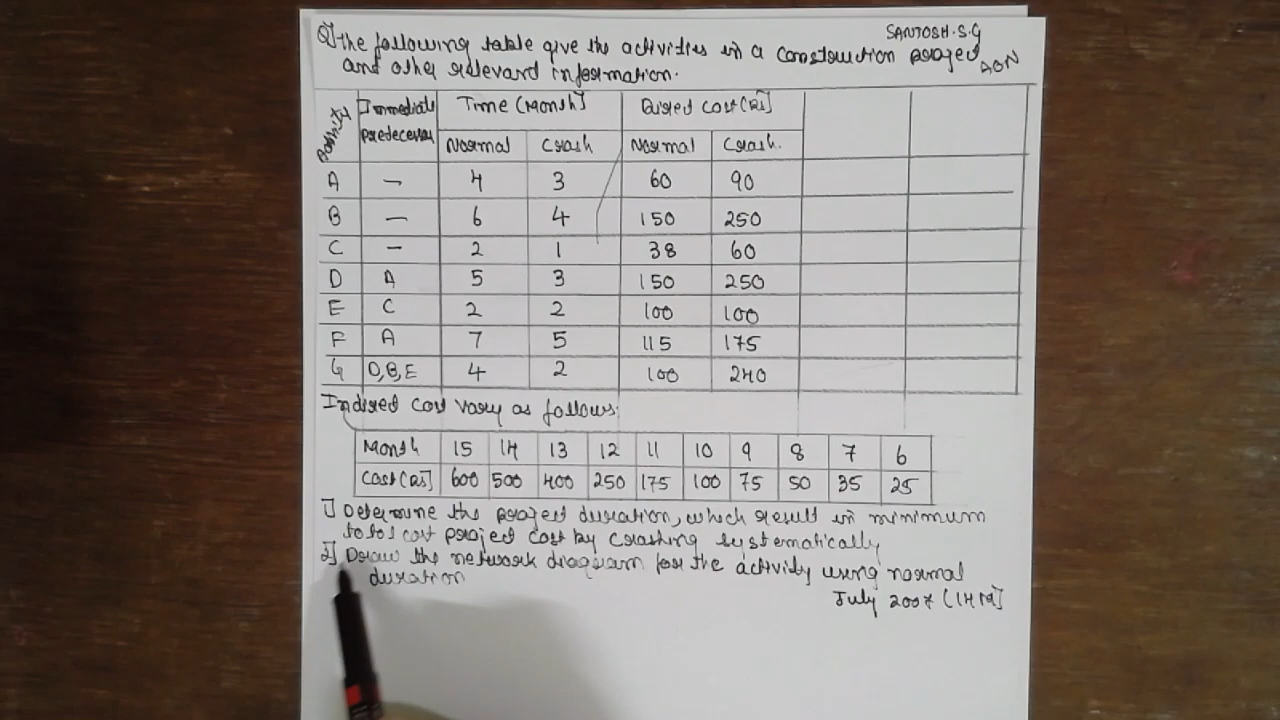 Q] The following table give the activities in a construction project
SANTOSH.S.G
AON
and other relevant information.
Activity | Immediate Predecessor | Time (Month] | Direct Cost (Rs]
Normal | Crash | Normal | Crash.
A | — | 4 | 3 | 60 | 90
B | — | 6 | 4 | 150 | 250
C | — | 2 | 1 | 38 | 60
D | A | 5 | 3 | 150 | 250
E | C | 2 | 2 | 100 | 100
F | A | 7 | 5 | 115 | 175
G | D,B,E | 4 | 2 | 100 | 240
Indirect cost vary as follows:
Month | 15 | 14 | 13 | 12 | 11 | 10 | 9 | 8 | 7 | 6
Cost(Rs] | 600 | 500 | 400 | 250 | 175 | 100 | 75 | 50 | 35 | 25
1] Determine the project duration, which result in minimum
total cost project cost by crashing systematically
2] Draw the network diagram for the activity using normal
duration
July 2007 (14M]